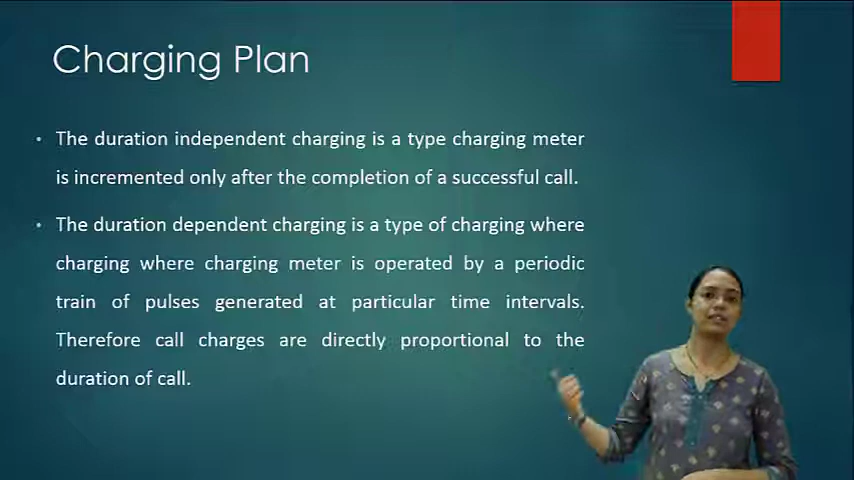 Charging Plan
• The duration independent charging is a type charging meter
is incremented only after the completion of a successful call.
• The duration dependent charging is a type of charging where
charging where charging meter is operated by a periodic
train of pulses generated at particular time intervals.
Therefore call charges are directly proportional to the
duration of call.